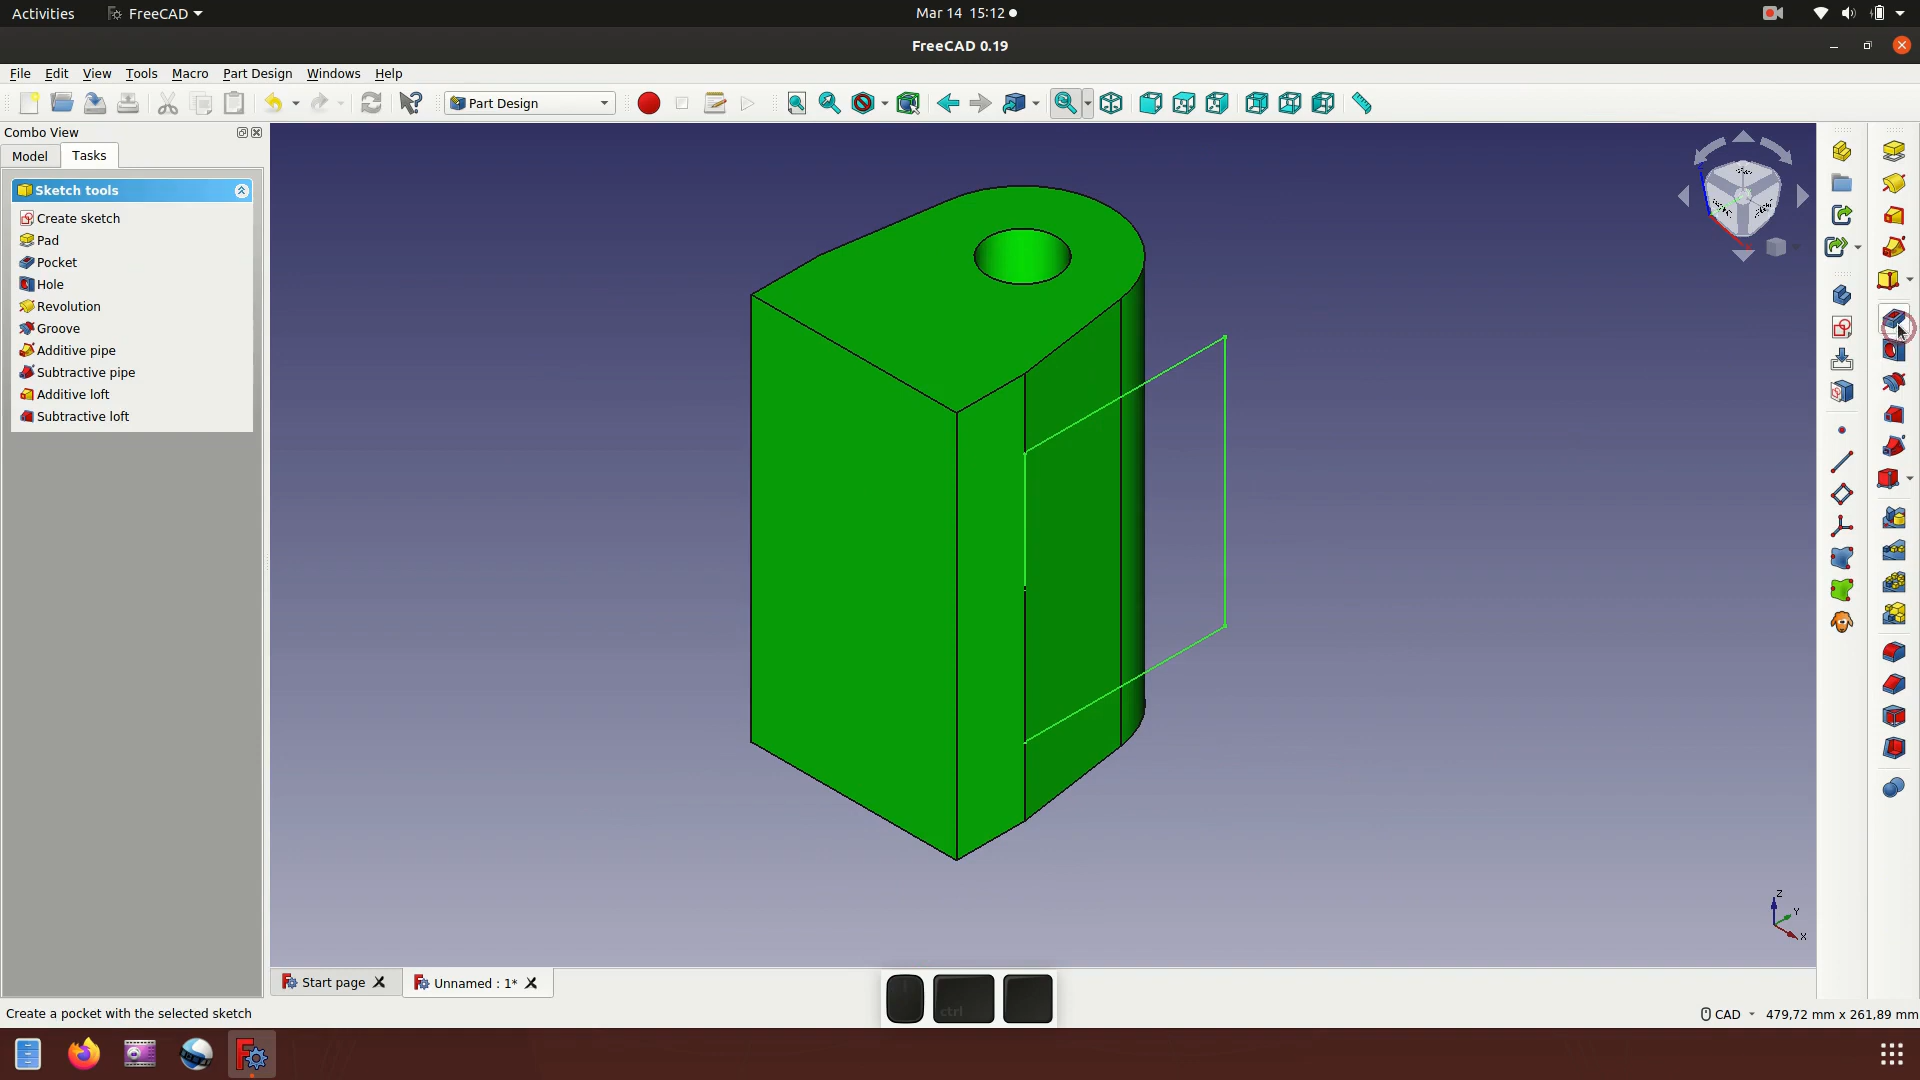 Activities FreeCAD Mar 14 15:12
FreeCAD 0.19
File Edit View Tools Macro Part Design Windows Help
Part Design
Combo View
Model Tasks
Sketch tools
Create sketch
Pad
Pocket
Hole
Revolution
Groove
Additive pipe
Subtractive pipe
Additive loft
Subtractive loft
Z
Y
X
Start page Unnamed : 1*
ctrl
Create a pocket with the selected sketch CAD 479,72 mm x 261,89 mm